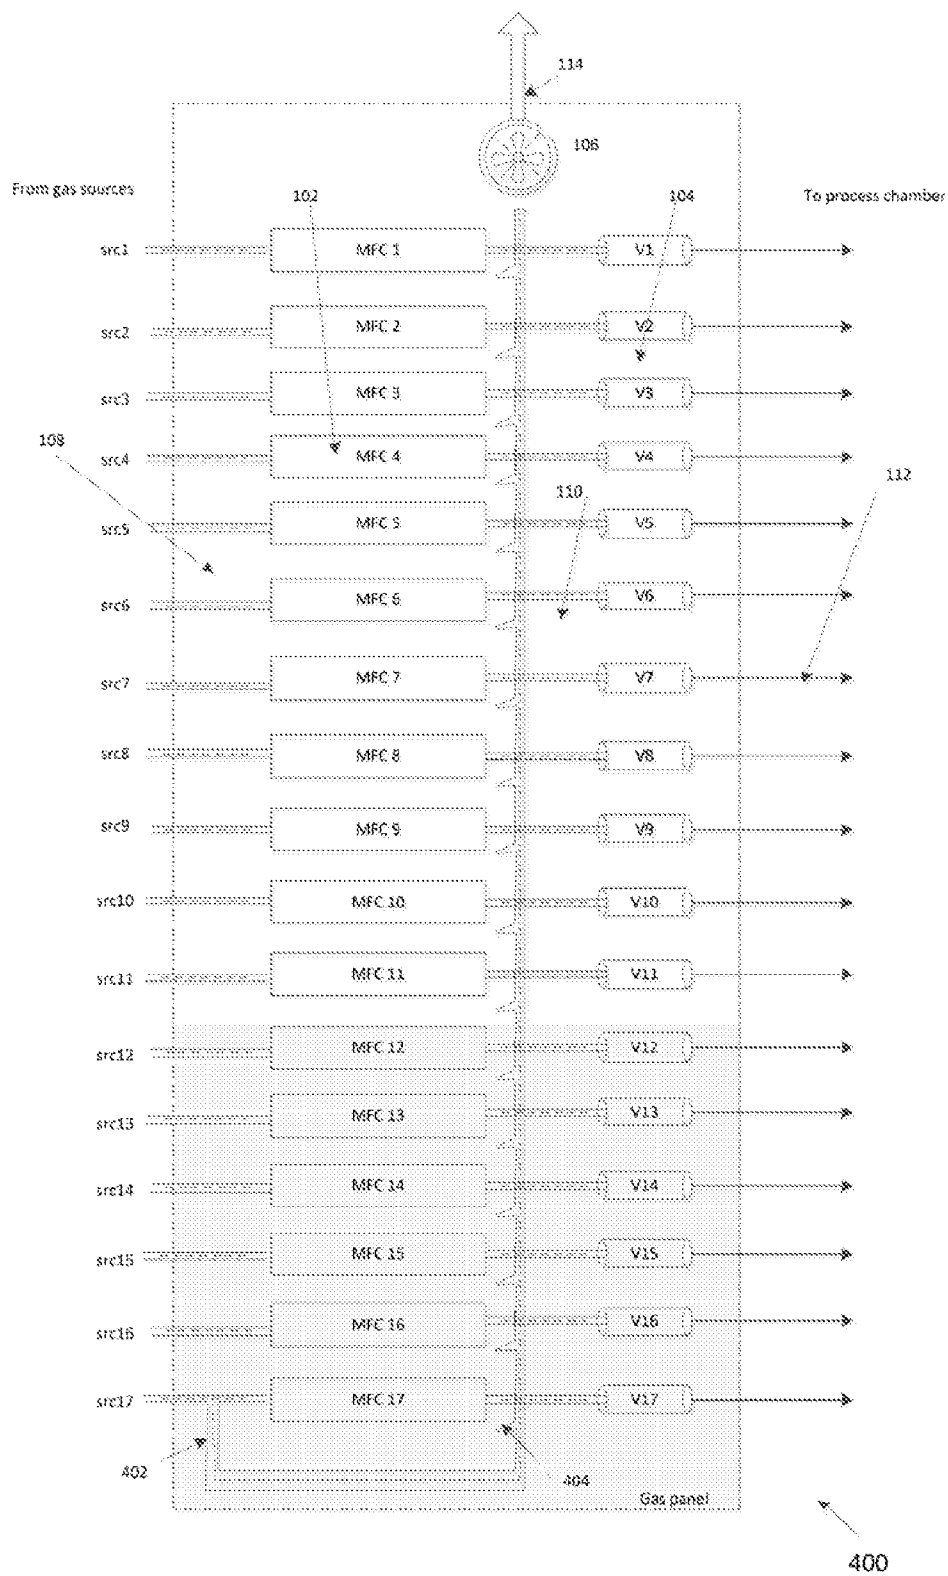 114
106
From gas sources
102
104
To process chamber
src1
MFC 1
V1
src2
MFC 2
V2
src3
MFC 3
V3
108
src4
MFC 4
V4
112
110
src5
MFC 5
V5
src6
MFC 6
V6
src7
MFC 7
V7
src8
MFC 8
V8
src9
MFC 9
V9
src10
MFC 10
V10
src11
MFC 11
V11
src12
MFC 12
V12
src13
MFC 13
V13
src14
MFC 14
V14
src15
MFC 15
V15
src16
MFC 16
V16
src17
MFC 17
V17
402
404
Gas panel
400